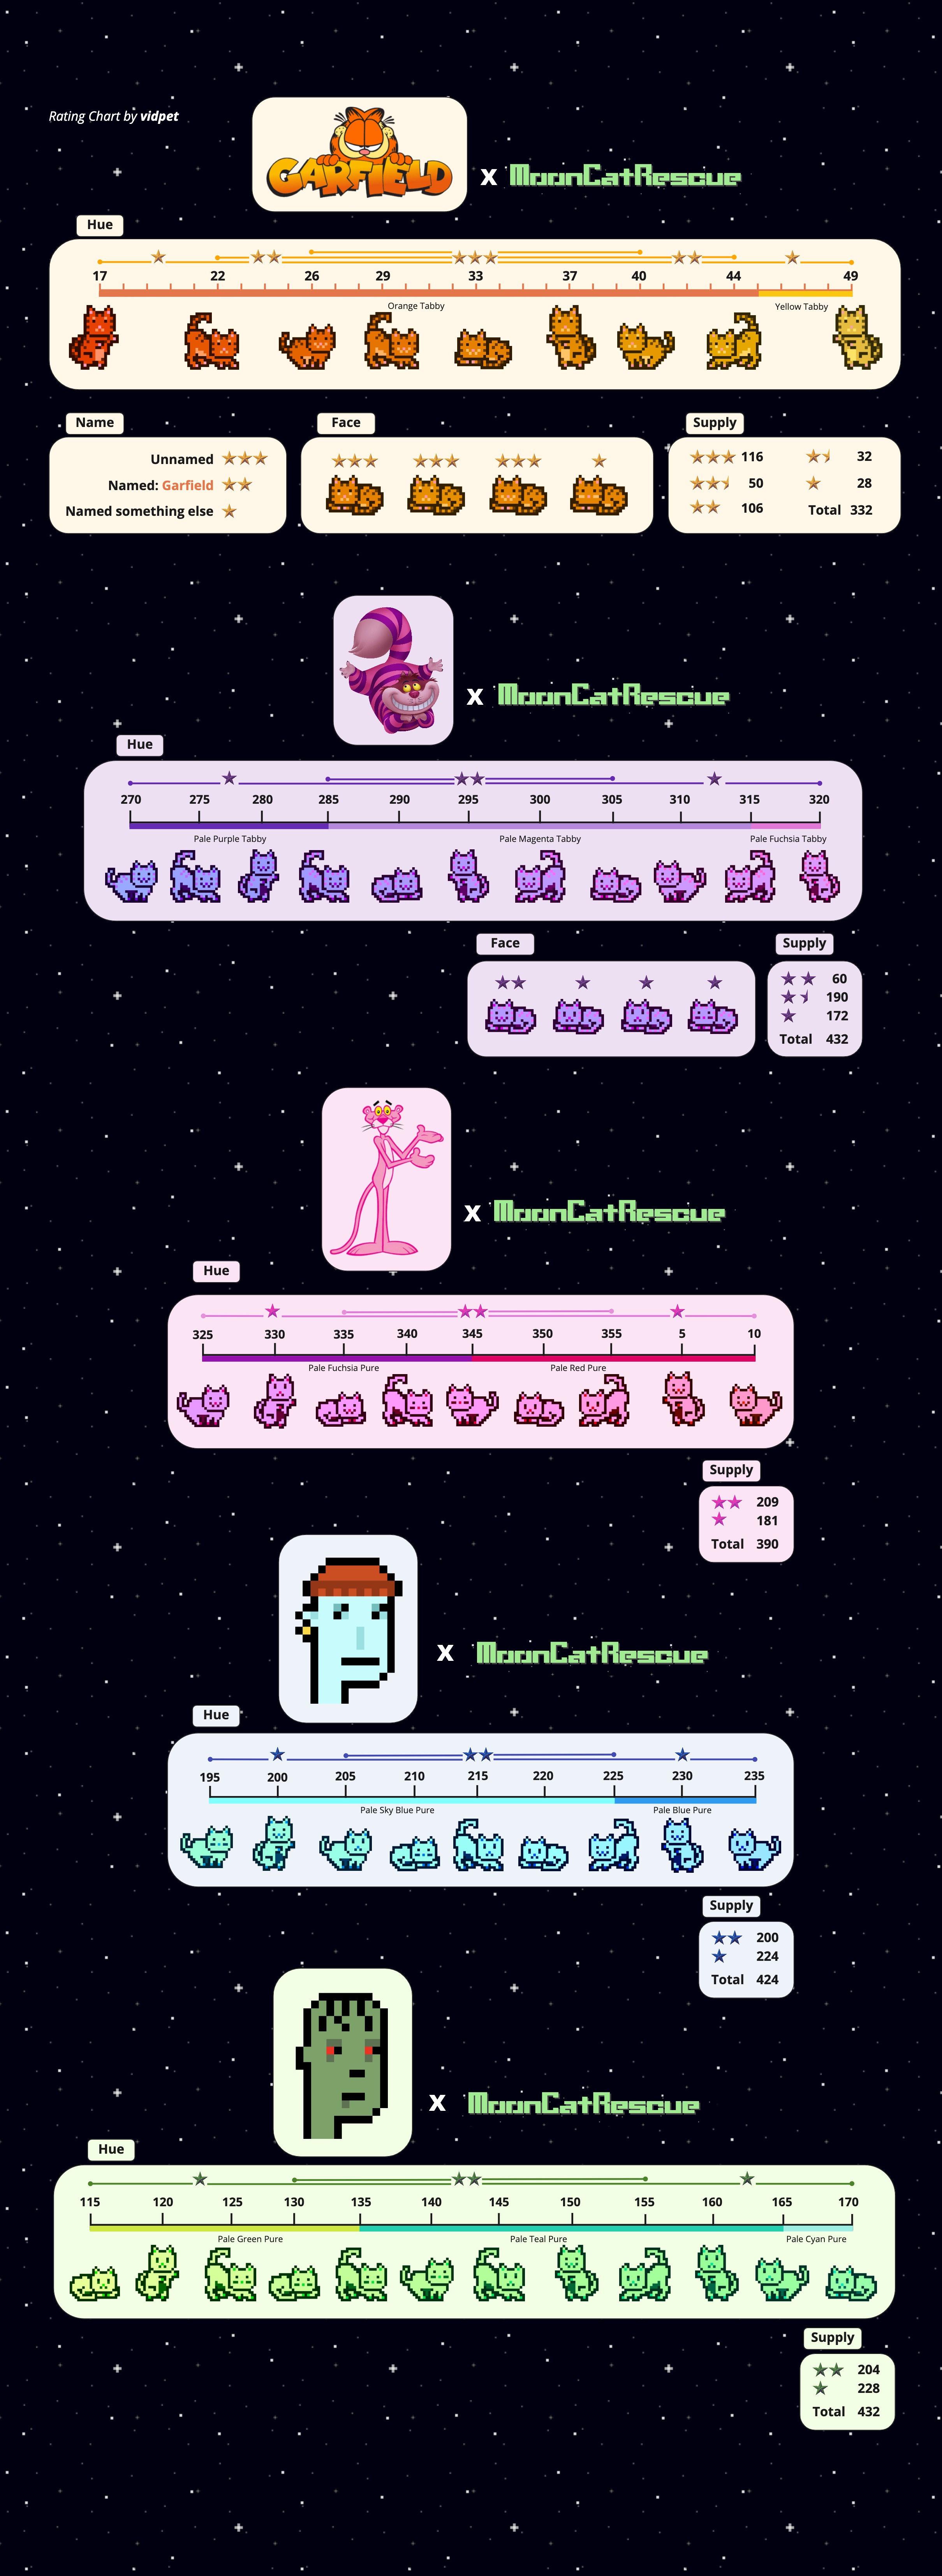 Rating Chart by vidpet
GARFIELD
x MoonCatRescue
Hue
17 22 26 29 33 37 40 44 49
Orange Tabby Yellow Tabby
Name Face Supply
Unnamed
Named: Garfield
Named something else
116 32
50 28
106 Total 332
x MoonCatRescue
Hue
270 275 280 285 290 295 300 305 310 315 320
Pale Purple Tabby Pale Magenta Tabby Pale Fuchsia Tabby
Face Supply
60
190
172
Total 432
x MoonCatRescue
Hue
325 330 335 340 345 350 355 5 10
Pale Fuchsia Pure Pale Red Pure
Supply
209
181
Total 390
x MoonCatRescue
Hue
195 200 205 210 215 220 225 230 235
Pale Sky Blue Pure Pale Blue Pure
Supply
200
224
Total 424
x MoonCatRescue
Hue
115 120 125 130 135 140 145 150 155 160 165 170
Pale Green Pure Pale Teal Pure Pale Cyan Pure
Supply
204
228
Total 432